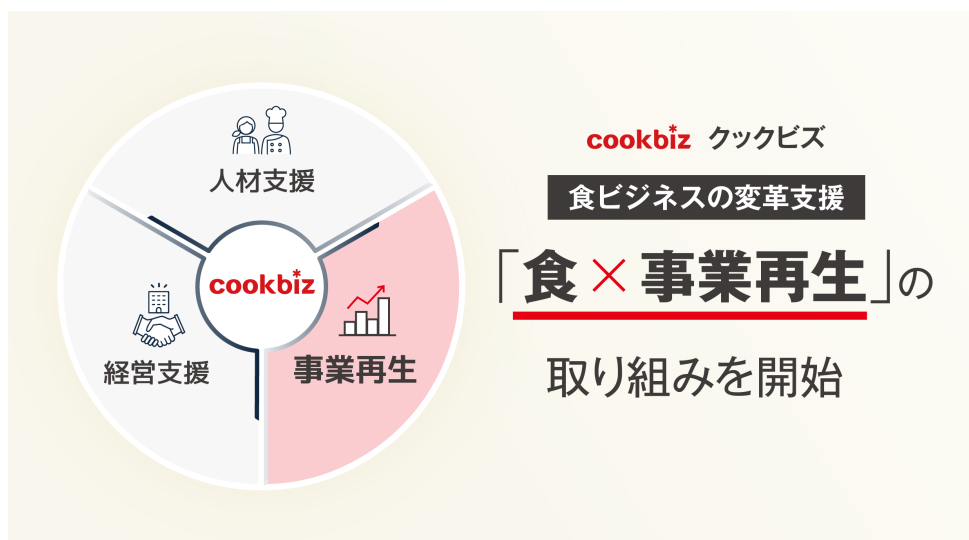 人材支援
cookbiz
経営支援
事業再生
cookbiz クックビズ
食ビジネスの変革支援
「食×事業再生」の
取り組みを開始